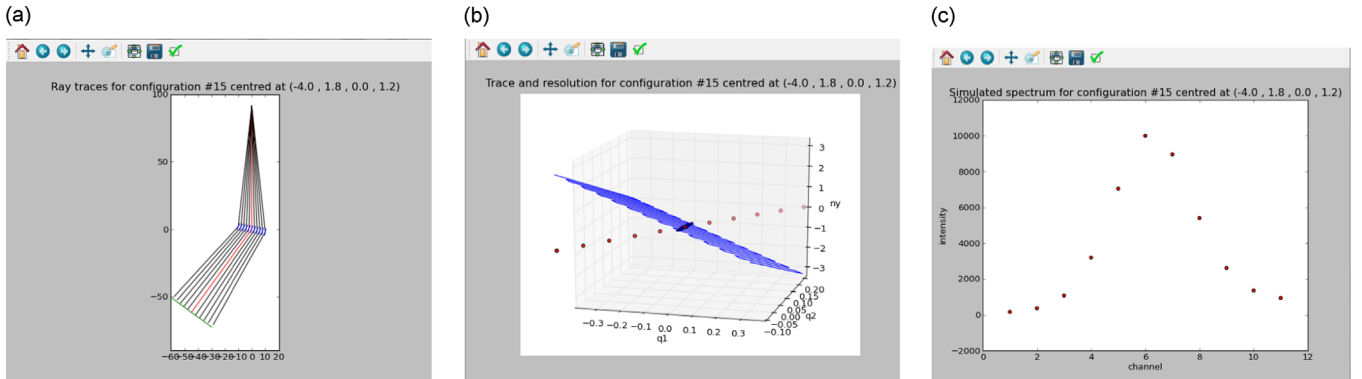 (a)
(b)
(c)
Ray traces for configuration #15 centred at (-4.0 , 1.8 , 0.0 , 1.2)
100
50
0
−50
−60−50−40−30−20−10 0 10 20
Trace and resolution for configuration #15 centred at (-4.0 , 1.8 , 0.0 , 1.2)
3
2
1
0
−1
−2
−3
ny
0.20
0.15
0.10
0.05
0.00
−0.05
−0.10
q2
−0.3 −0.2 −0.1 0.0 0.1 0.2 0.3
q1
Simulated spectrum for configuration #15 centred at (-4.0 , 1.8 , 0.0 , 1.2)
12000
10000
8000
6000
4000
2000
0
−2000
intensity
0 2 4 6 8 10 12
channel